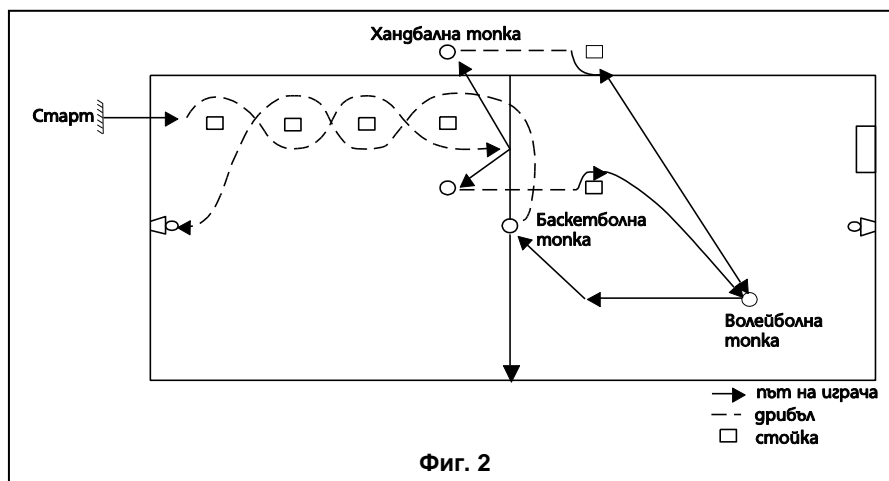 Хандбална топка
Старт
Баскетболна
топка
Волейболна
топка
път на играча
дрибъл
стойка
Фиг. 2